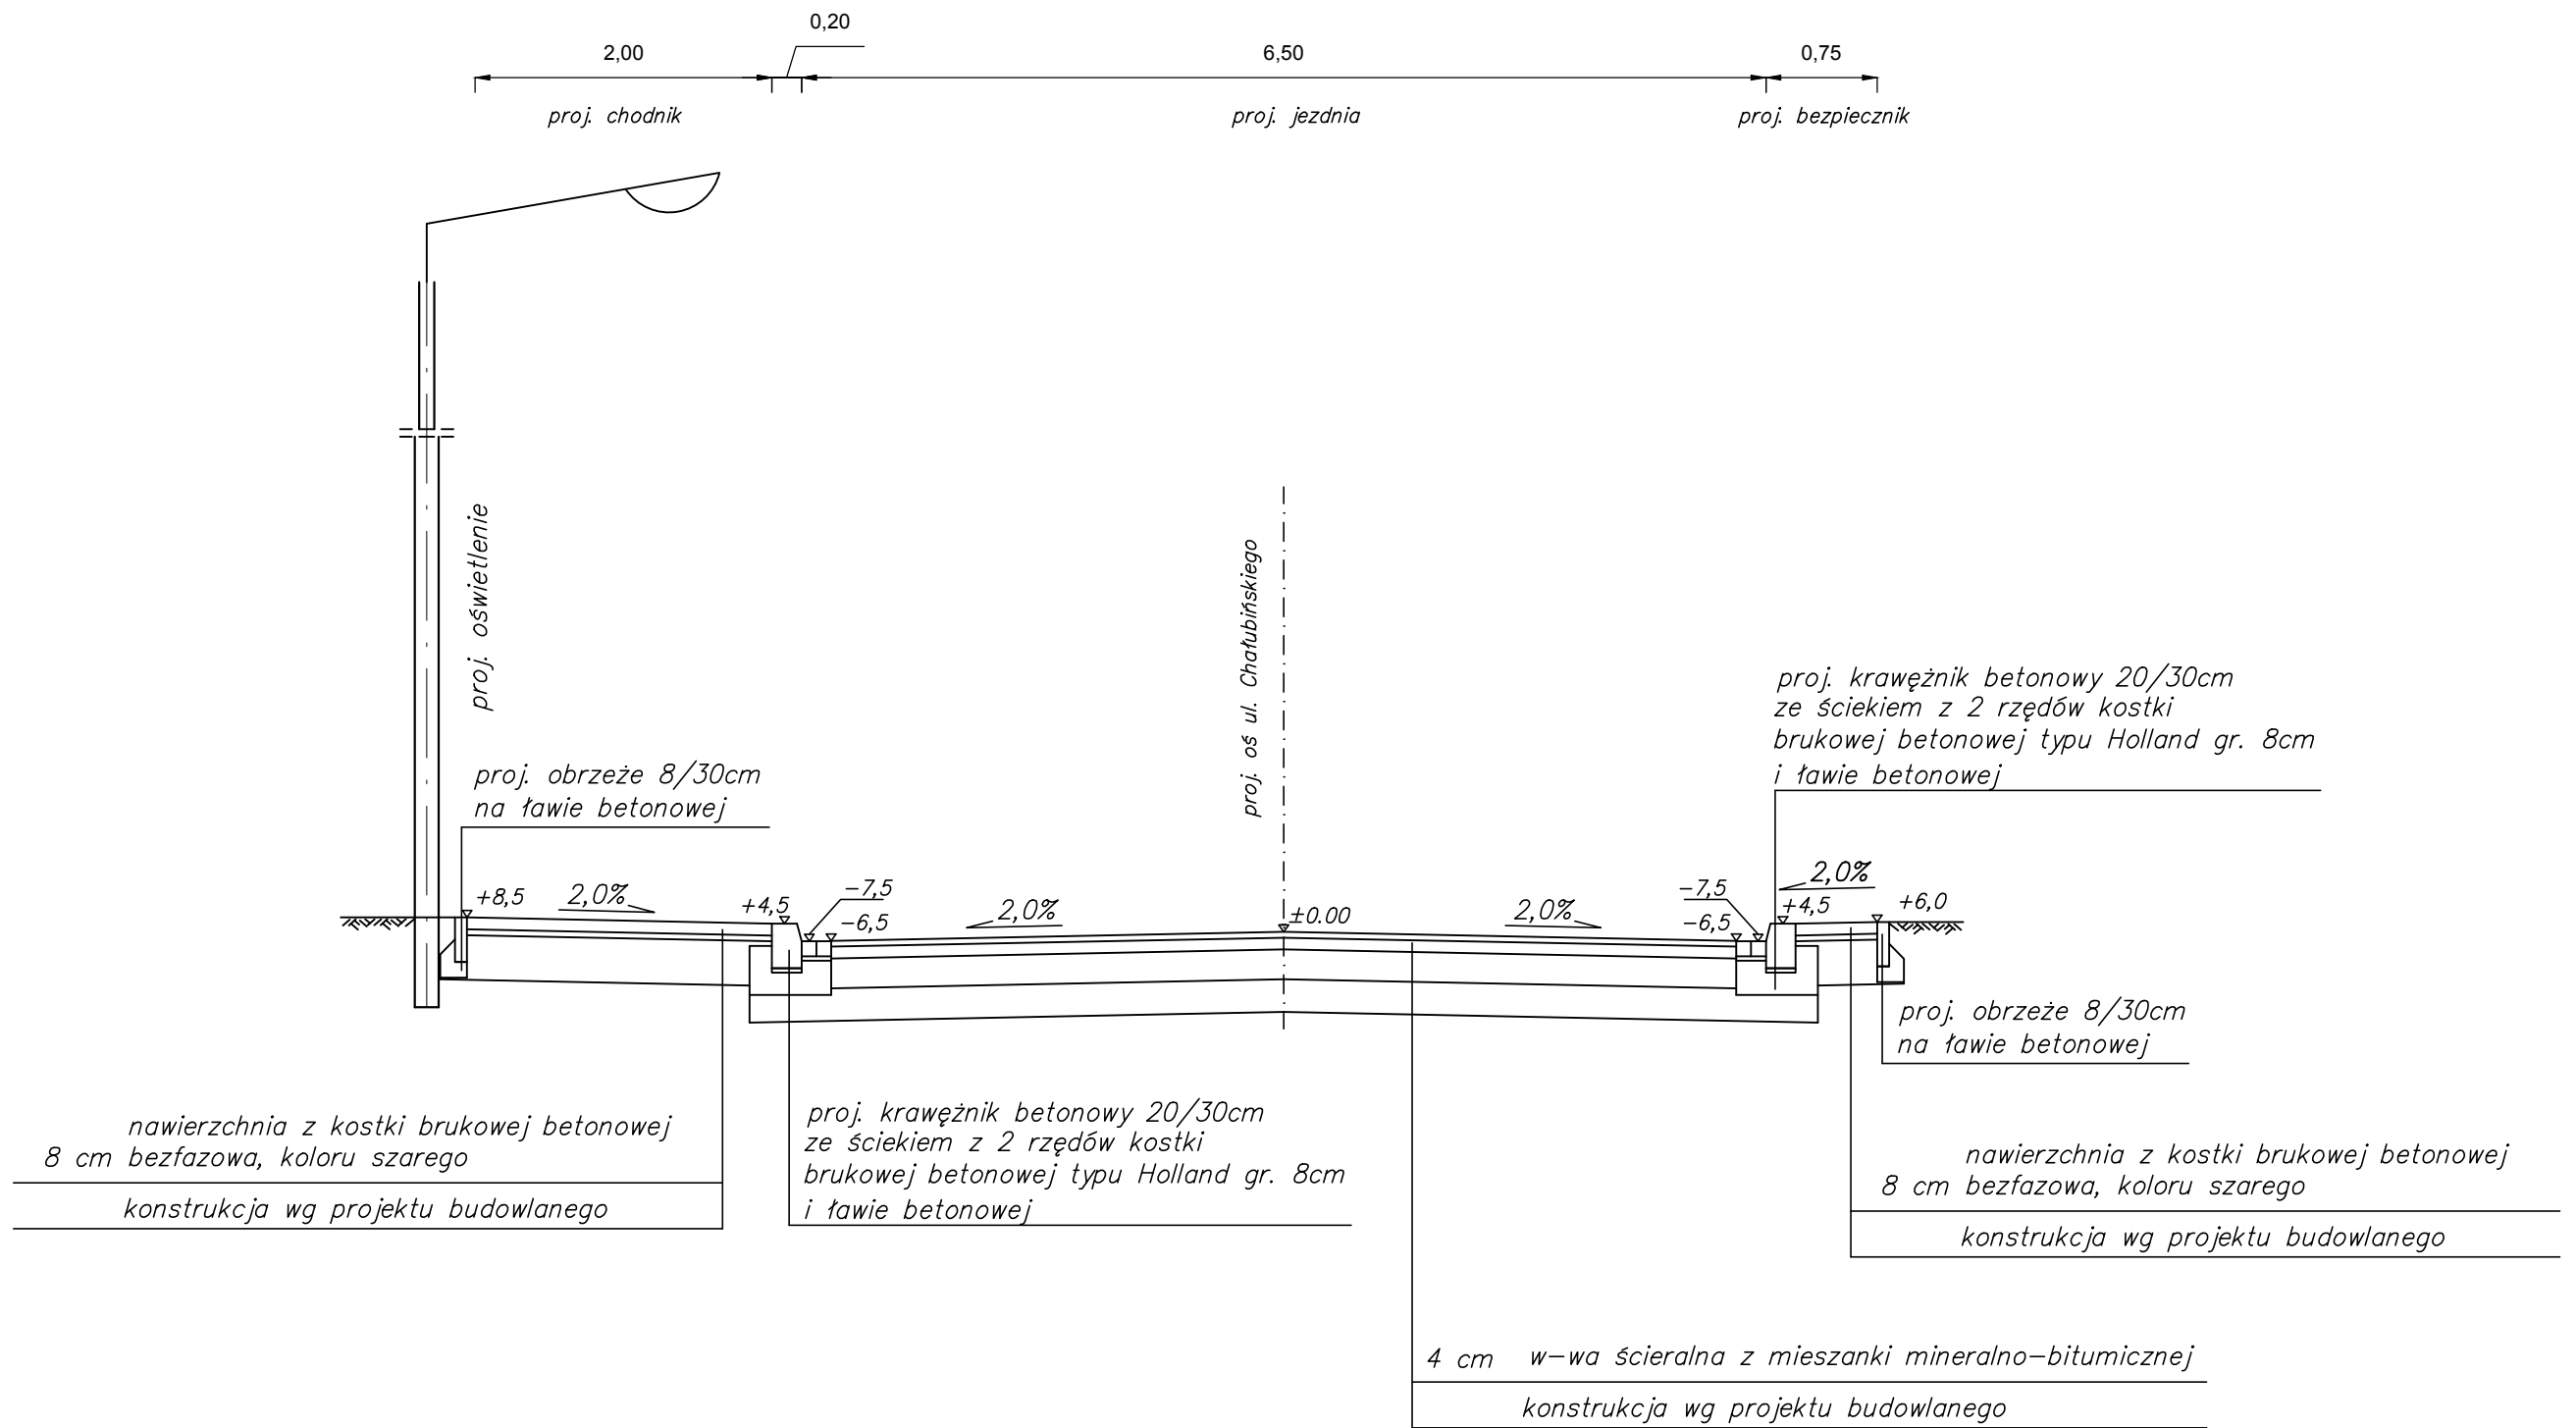 0,20
2,00
6,50
0,75
proj. chodnik
proj. jezdnia
proj. bezpiecznik
proj. oświetlenie
proj. oś ul. Chałubińskiego
proj. krawężnik betonowy 20/30cm
ze ściekiem z 2 rzędów kostki
brukowej betonowej typu Holland gr. 8cm
i ławie betonowej
proj. obrzeże 8/30cm
na ławie betonowej
+8,5
2,0%
+4,5
-7,5
-6,5
2,0%
±0.00
2,0%
-7,5
-6,5
2,0%
+4,5
+6,0
proj. obrzeże 8/30cm
na ławie betonowej
nawierzchnia z kostki brukowej betonowej
8 cm bezfazowa, koloru szarego
konstrukcja wg projektu budowlanego
proj. krawężnik betonowy 20/30cm
ze ściekiem z 2 rzędów kostki
brukowej betonowej typu Holland gr. 8cm
i ławie betonowej
nawierzchnia z kostki brukowej betonowej
8 cm bezfazowa, koloru szarego
konstrukcja wg projektu budowlanego
4 cm w-wa ścieralna z mieszanki mineralno-bitumicznej
konstrukcja wg projektu budowlanego